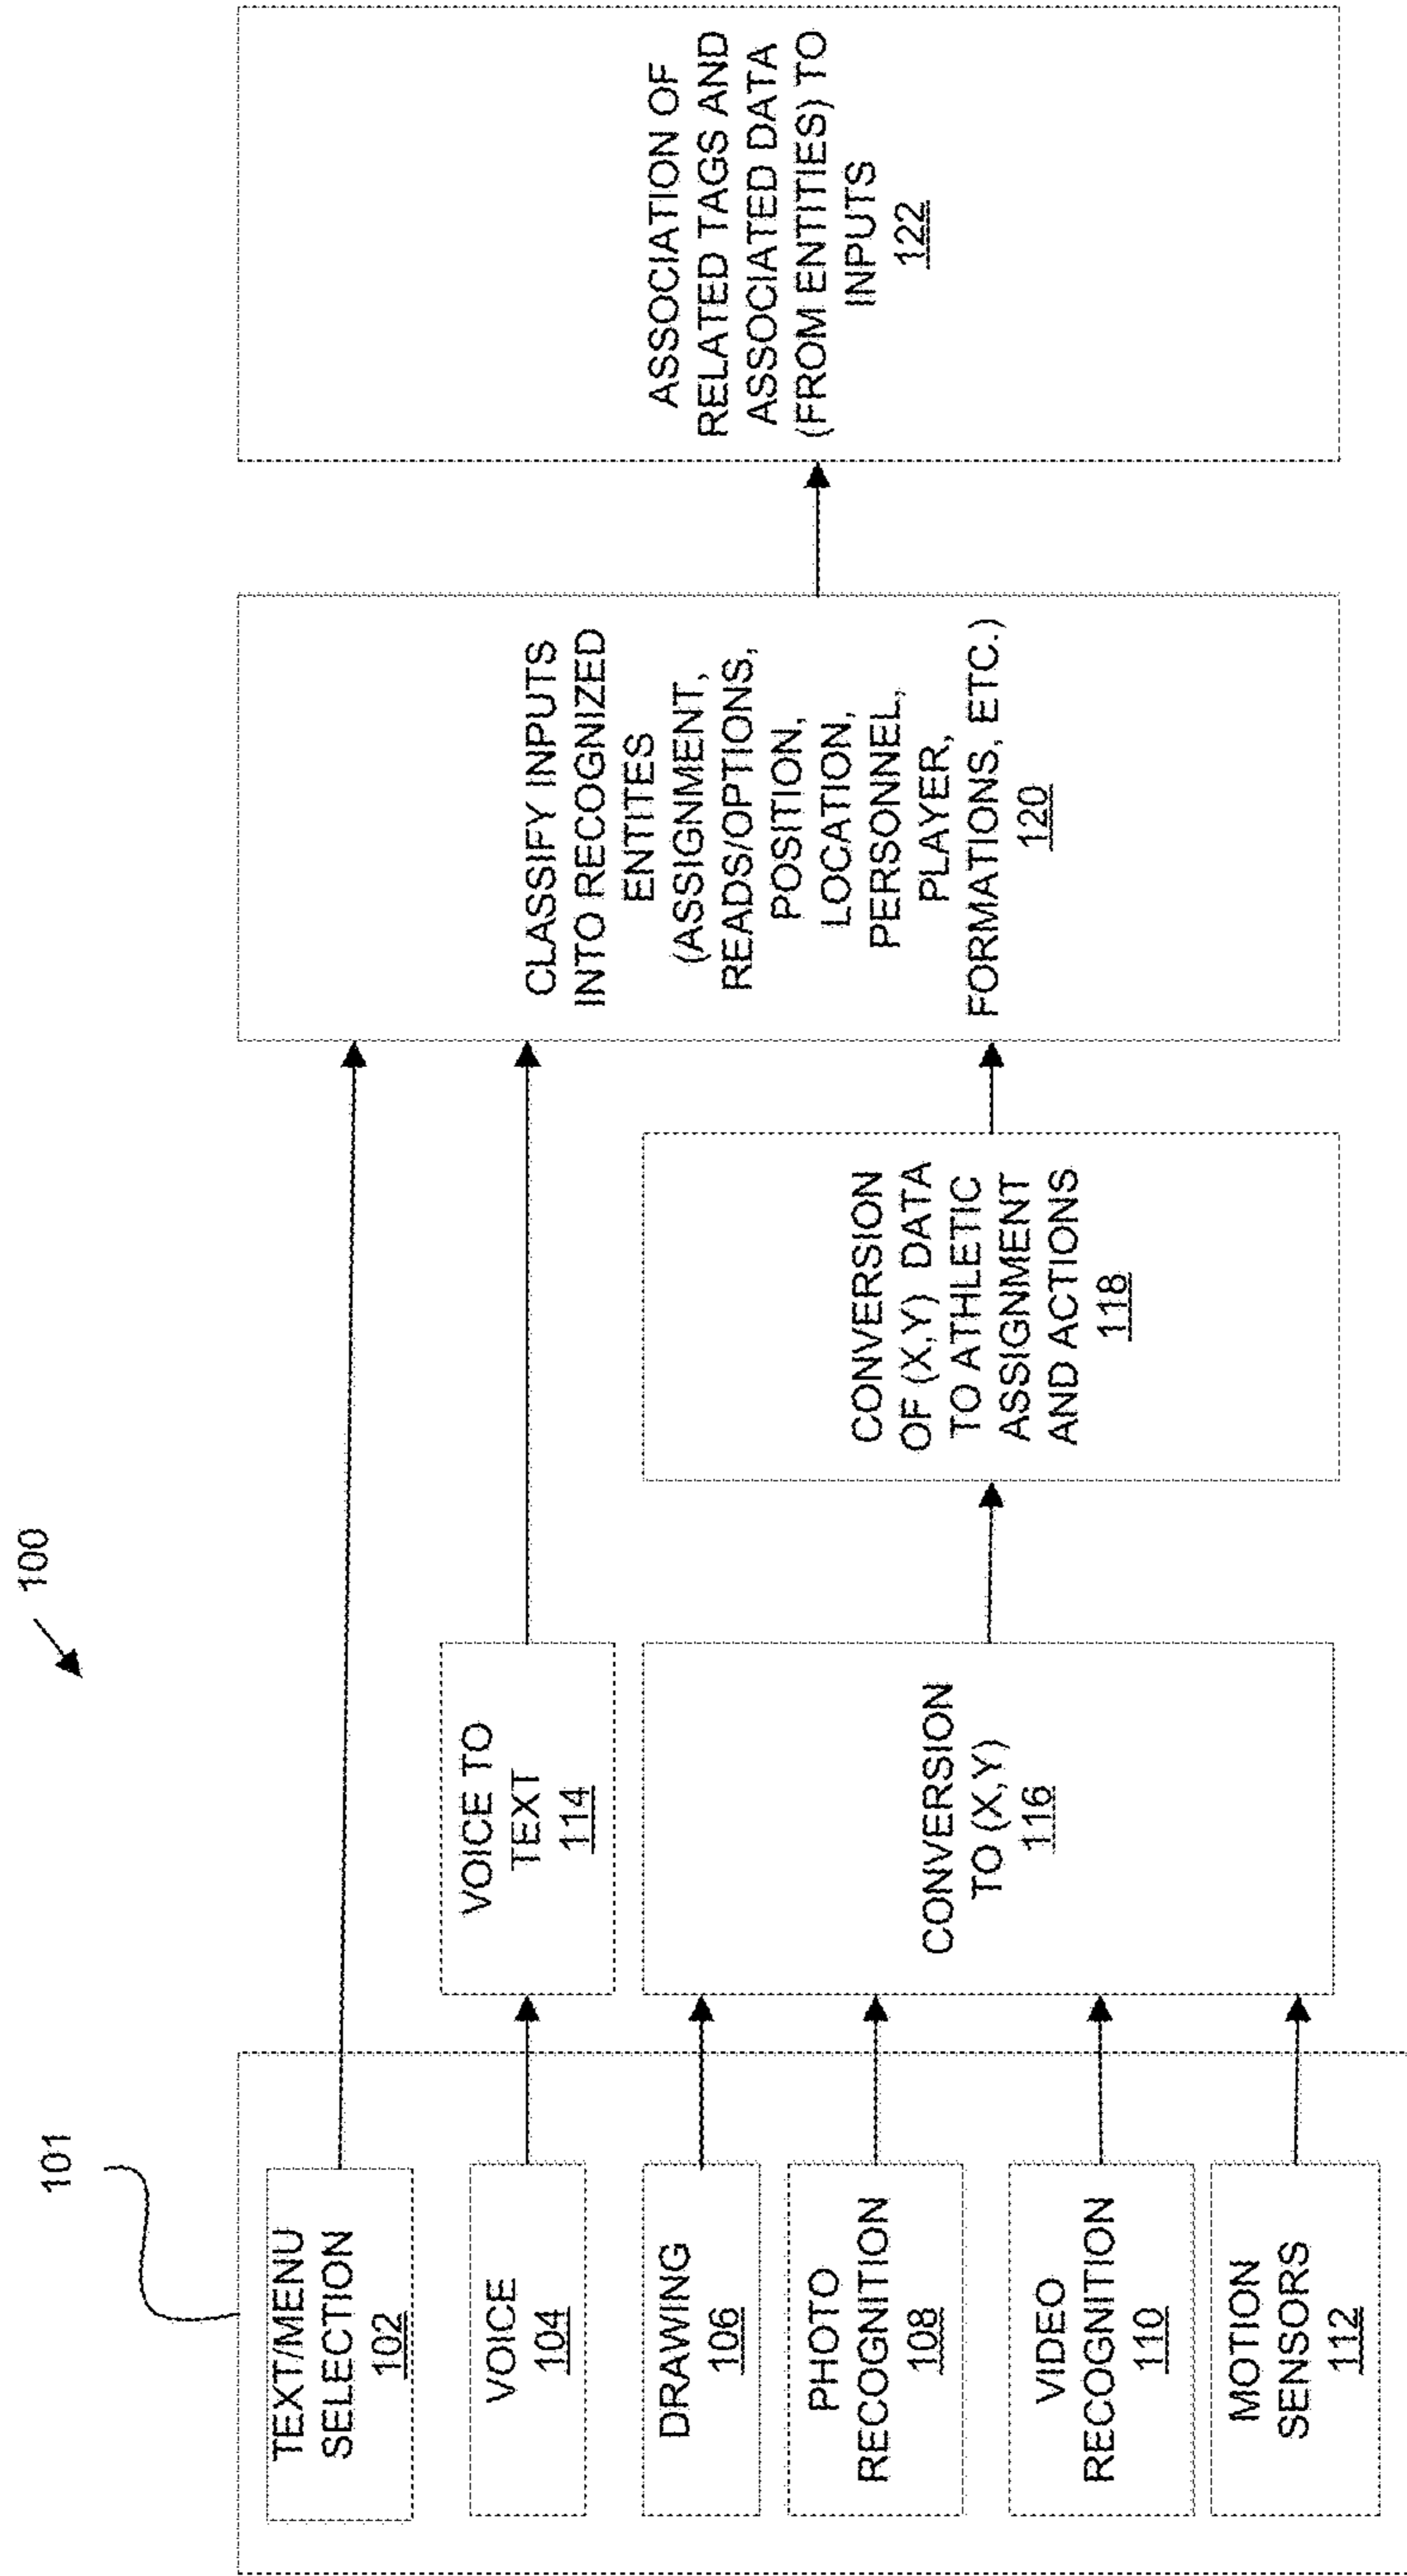 100
101
TEXT/MENU
SELECTION
102
VOICE
104
DRAWING
106
PHOTO
RECOGNITION
108
VIDEO
RECOGNITION
110
MOTION
SENSORS
112
VOICE TO
TEXT
114
CONVERSION
TO (X,Y)
116
CONVERSION
OF (X,Y) DATA
TO ATHLETIC
ASSIGNMENT
AND ACTIONS
118
CLASSIFY INPUTS
INTO RECOGNIZED
ENTITES
(ASSIGNMENT,
READS/OPTIONS,
POSITION,
LOCATION,
PERSONNEL,
PLAYER,
FORMATIONS, ETC.)
120
ASSOCIATION OF
RELATED TAGS AND
ASSOCIATED DATA
(FROM ENTITIES) TO
INPUTS
122